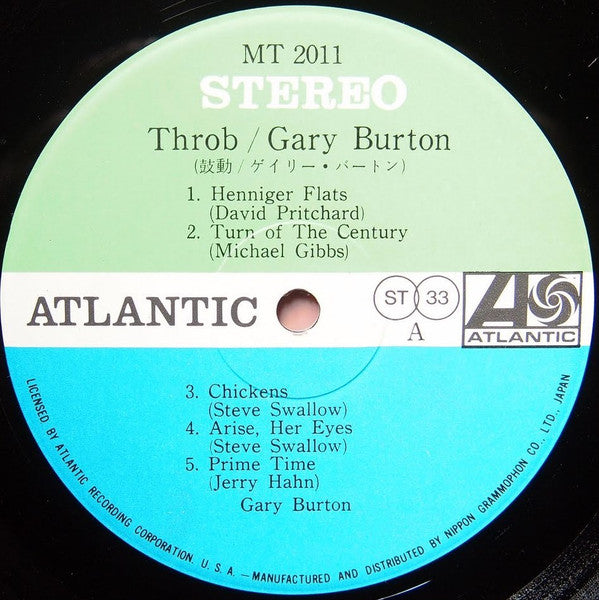 MT 2011
STEREO
Throb / Gary Burton
(鼓動 / ゲイリー・バートン)
1. Henniger Flats
(David Pritchard)
2. Turn of The Century
(Michael Gibbs)
ATLANTIC
ST 33
A
ATLANTIC
3. Chickens
(Steve Swallow)
4. Arise, Her Eyes
(Steve Swallow)
5. Prime Time
(Jerry Hahn)
Gary Burton
LICENSED BY ATLANTIC RECORDING CORPORATION. U. S. A. — MANUFACTURED AND DISTRIBUTED BY NIPPON GRAMMOPHON CO., LTD., JAPAN